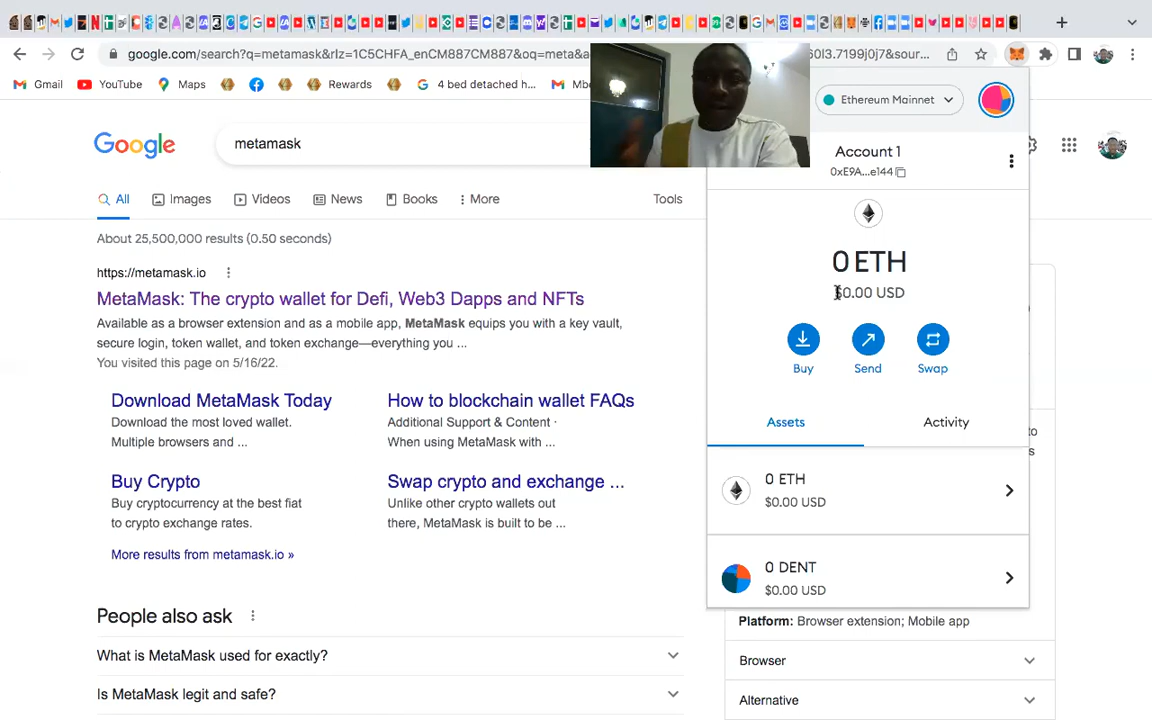 google.com/search?q=metamask&rlz=1C5CHFA_enCM887CM887&oq=meta&a
60l3.7199j0j7&sour...
Gmail
YouTube
Maps
Rewards
4 bed detached h...
Google
metamask
All
Images
Videos
News
Books
More
Tools
About 25,500,000 results (0.50 seconds)
https://metamask.io
MetaMask: The crypto wallet for Defi, Web3 Dapps and NFTs
Available as a browser extension and as a mobile app, MetaMask equips you with a key vault,
secure login, token wallet, and token exchange—everything you ...
You visited this page on 5/16/22.
Download MetaMask Today
Download the most loved wallet.
Multiple browsers and ...
How to blockchain wallet FAQs
Additional Support & Content ·
When using MetaMask with ...
Buy Crypto
Buy cryptocurrency at the best fiat
to crypto exchange rates.
Swap crypto and exchange ...
Unlike other crypto wallets out
there, MetaMask is built to be ...
More results from metamask.io »
People also ask
What is MetaMask used for exactly?
Is MetaMask legit and safe?
Ethereum Mainnet
Account 1
0xE9A...e144
0 ETH
$0.00 USD
Buy
Send
Swap
Assets
Activity
0 ETH
$0.00 USD
0 DENT
$0.00 USD
Platform: Browser extension; Mobile app
Browser
Alternative